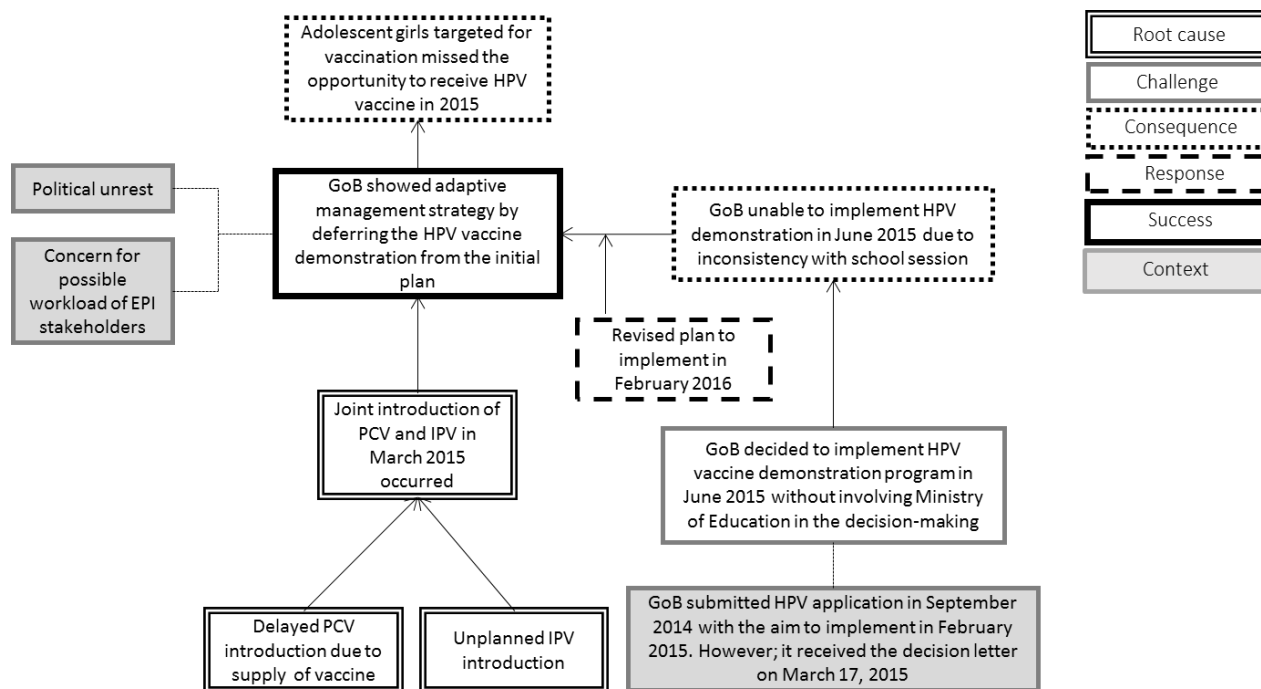 Adolescent girls targeted for
vaccination missed the
opportunity to receive HPV
vaccine in 2015
Root cause
Challenge
Consequence
Response
Success
Context
Political unrest
Concern for
possible
workload of EPI
stakeholders
GoB showed adaptive
management strategy by
deferring the HPV vaccine
demonstration from the initial
plan
GoB unable to implement HPV
demonstration in June 2015 due to
inconsistency with school session
Revised plan to
implement in
February 2016
Joint introduction of
PCV and IPV in
March 2015
occurred
GoB decided to implement HPV
vaccine demonstration program in
June 2015 without involving Ministry
of Education in the decision-making
Delayed PCV
introduction due to
supply of vaccine
Unplanned IPV
introduction
GoB submitted HPV application in September
2014 with the aim to implement in February
2015. However; it received the decision letter
on March 17, 2015